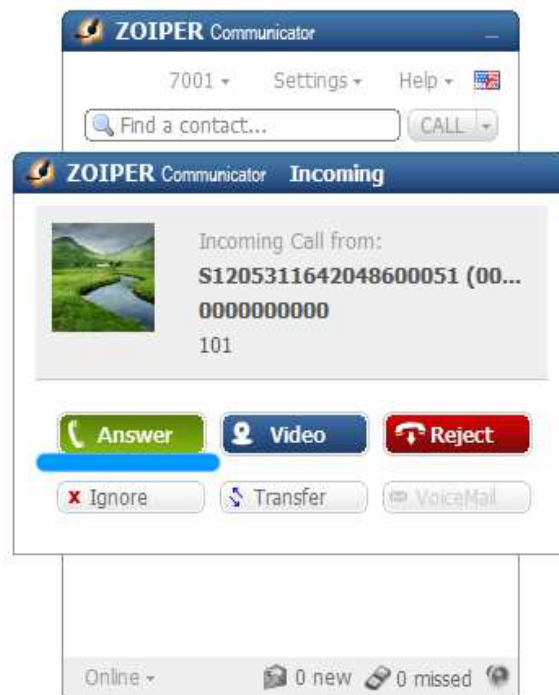 ZOIPER Communicator
7001 Settings Help
Find a contact... CALL
ZOIPER Communicator Incoming
Incoming Call from:
S1205311642048600051 (00...
0000000000
101
Answer Video Reject
x Ignore Transfer VoiceMail
Online 0 new 0 missed